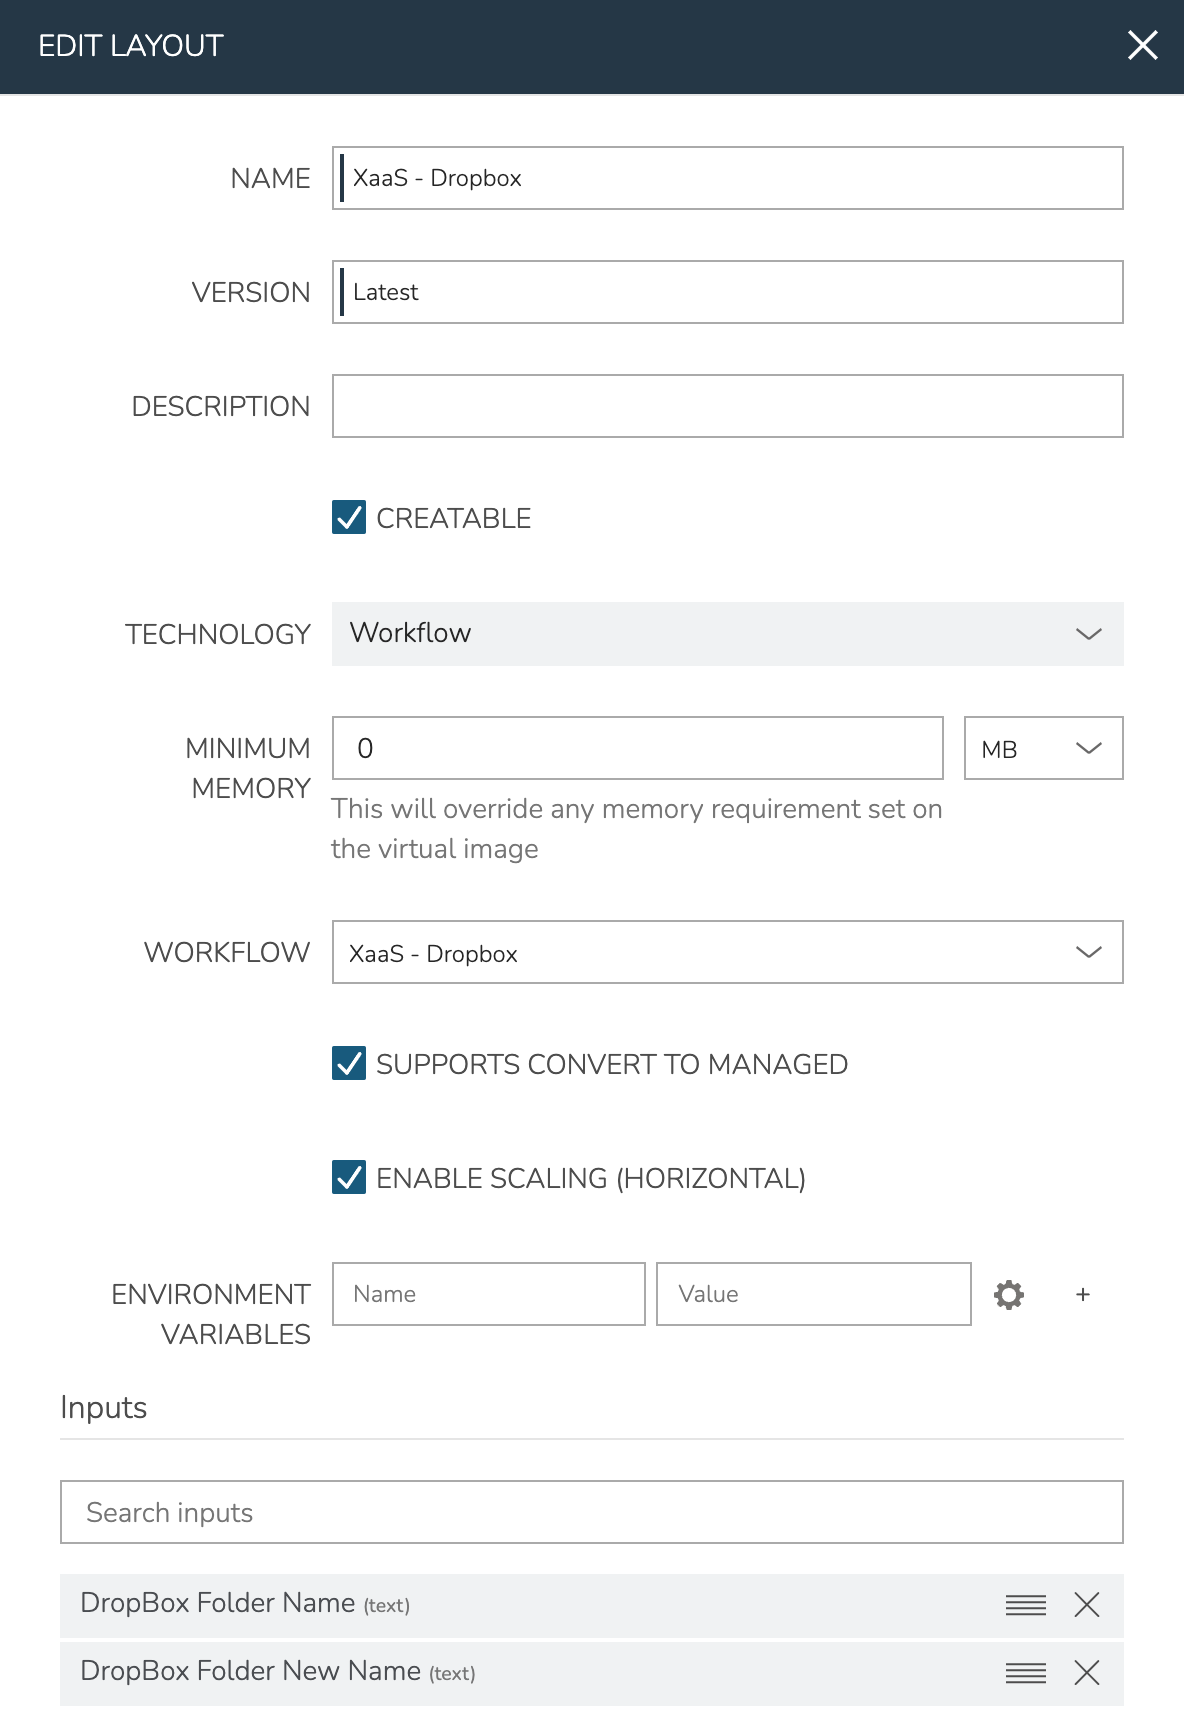 EDIT LAYOUT
NAME
XaaS - Dropbox
VERSION
Latest
DESCRIPTION
CREATABLE
TECHNOLOGY
Workflow
MINIMUM
MEMORY
0
MB
This will override any memory requirement set on
the virtual image
WORKFLOW
XaaS - Dropbox
SUPPORTS CONVERT TO MANAGED
ENABLE SCALING (HORIZONTAL)
ENVIRONMENT
VARIABLES
Name
Value
+
Inputs
Search inputs
DropBox Folder Name (text)
DropBox Folder New Name (text)